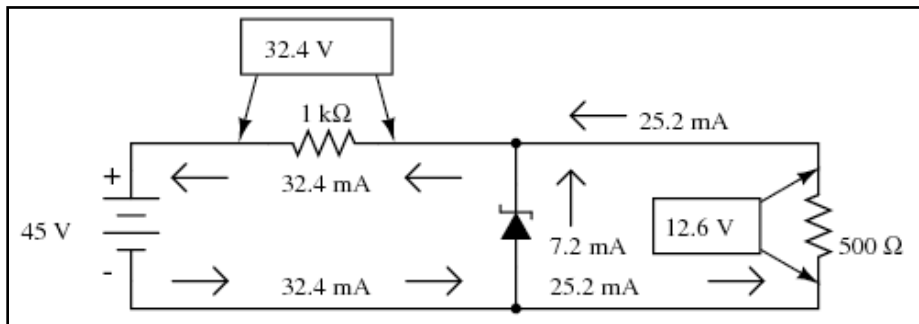 32.4 V
1 kΩ
25.2 mA
+
32.4 mA
45 V
12.6 V
7.2 mA
500 Ω
-
32.4 mA
25.2 mA